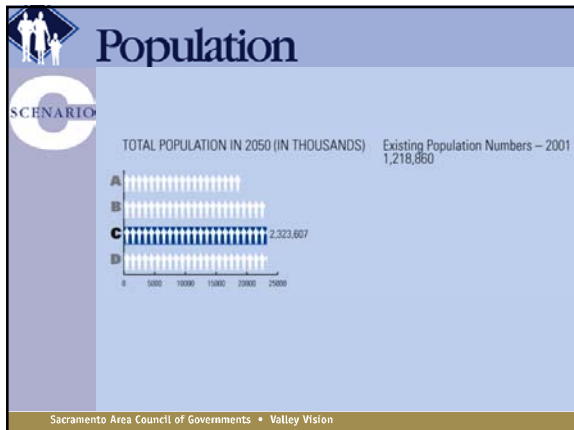 Population
SCENARIO
C
TOTAL POPULATION IN 2050 (IN THOUSANDS)
Existing Population Numbers – 2001
1,218,860
A
B
C 2,323,607
D
0 5000 10000 15000 20000 25000
Sacramento Area Council of Governments • Valley Vision